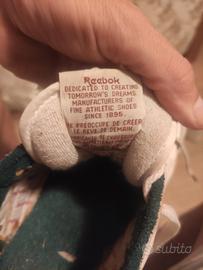 Reebok
DEDICATED TO CREATING
TOMORROW'S DREAMS.
MANUFACTURERS OF
FINE ATHLETIC SHOES
SINCE 1895.
SE PREOCCUPE DE CREER
LE REVE DE DEMAIN.
subito